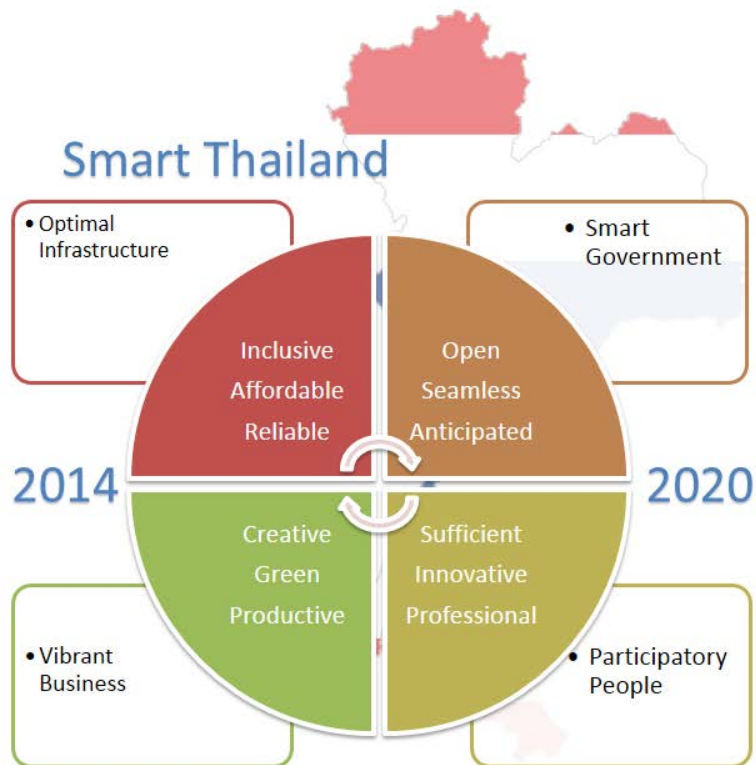 Smart Thailand
• Optimal
Infrastructure
• Smart
Government
Inclusive
Affordable
Reliable
Open
Seamless
Anticipated
2014
2020
Creative
Green
Productive
Sufficient
Innovative
Professional
• Vibrant
Business
• Participatory
People